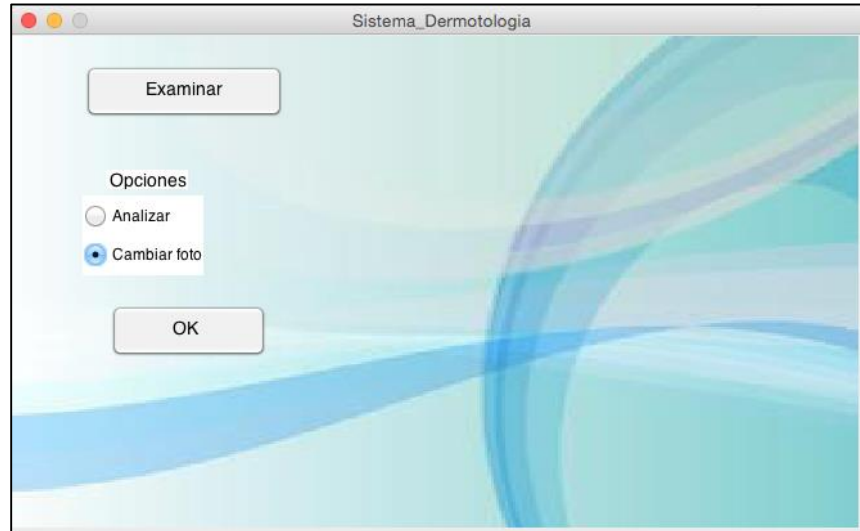 Sistema_Dermotologia
Examinar
Opciones
Analizar
Cambiar foto
OK